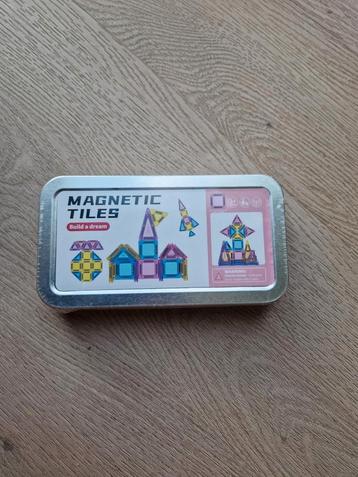 MAGNETIC
TILES
Build a dream
WARNING: